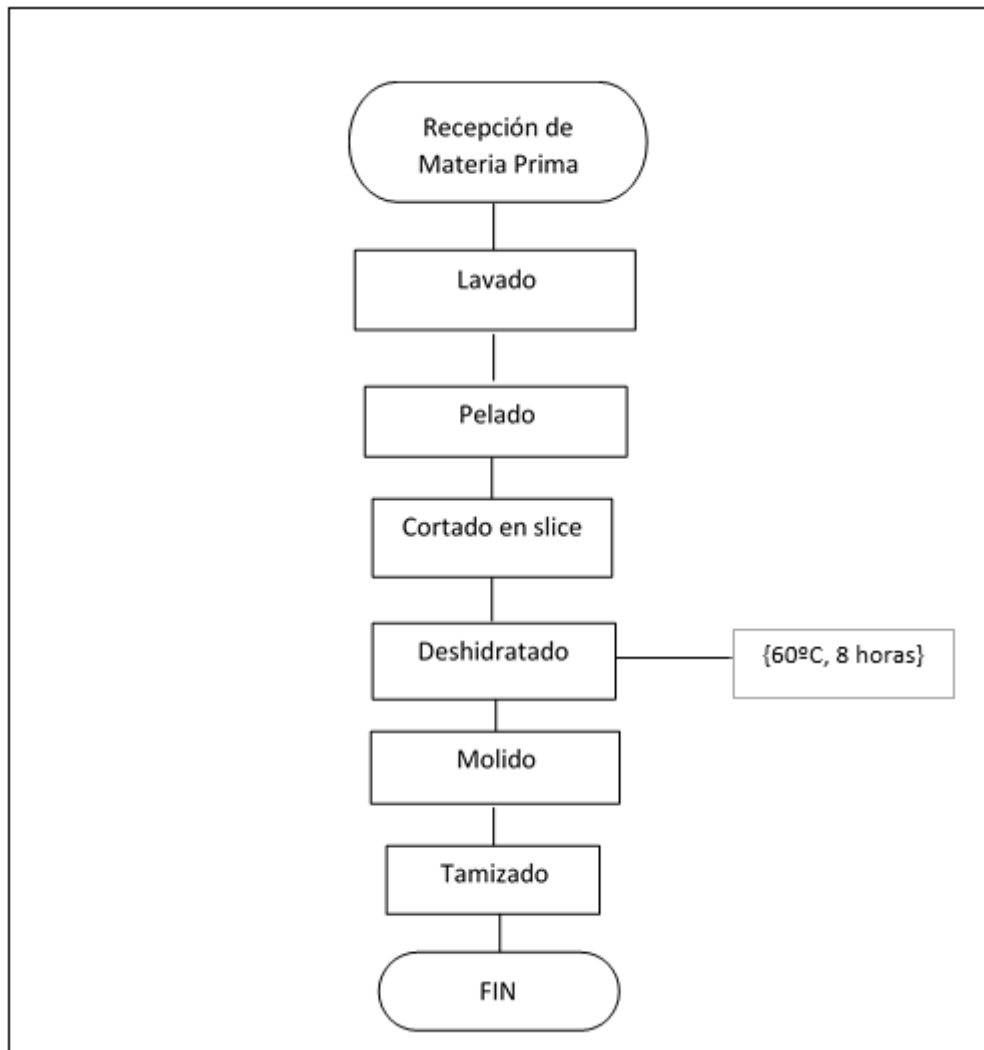 Recepción de
Materia Prima
Lavado
Pelado
Cortado en slice
Deshidratado
{60ºC, 8 horas}
Molido
Tamizado
FIN